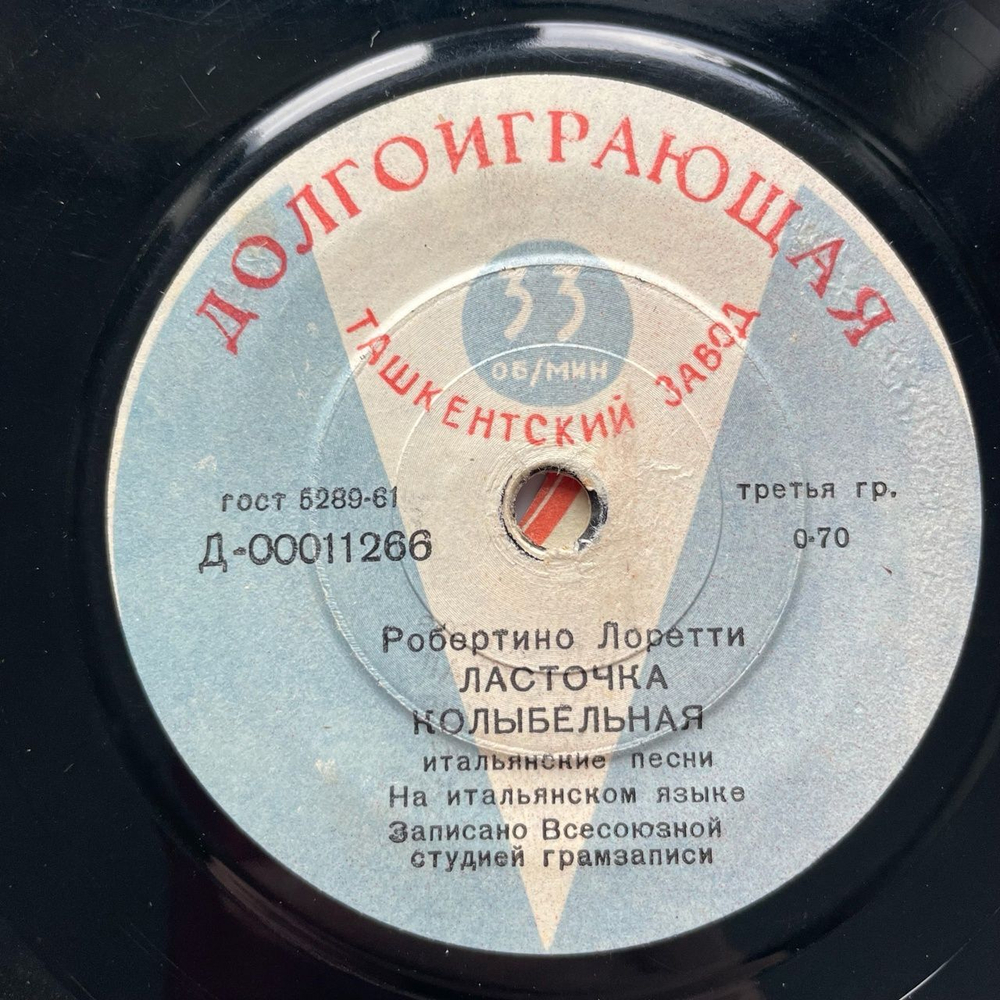 ДОЛГОИГРАЮЩАЯ
33
ОБ/МИН
ТАШКЕНТСКИЙ ЗАВОД
гост 5289-61
третья гр.
Д-00011266
0-70
Робертино Лоретти
ЛАСТОЧКА
КОЛЫБЕЛЬНАЯ
итальянские песни
На итальянском языке
Записано Всесоюзной
студией грамзаписи